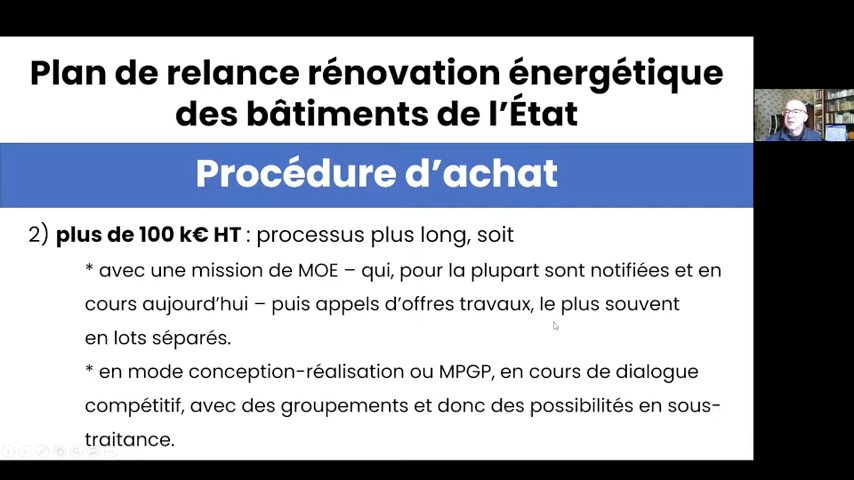 Plan de relance rénovation énergétique
des bâtiments de l'État
Procédure d'achat
2) plus de 100 k€ HT : processus plus long, soit
* avec une mission de MOE – qui, pour la plupart sont notifiées et en
cours aujourd'hui – puis appels d'offres travaux, le plus souvent
en lots séparés.
* en mode conception-réalisation ou MPGP, en cours de dialogue
compétitif, avec des groupements et donc des possibilités en sous-
traitance.